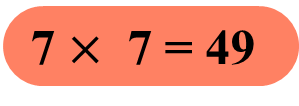 7 × 7 = 49